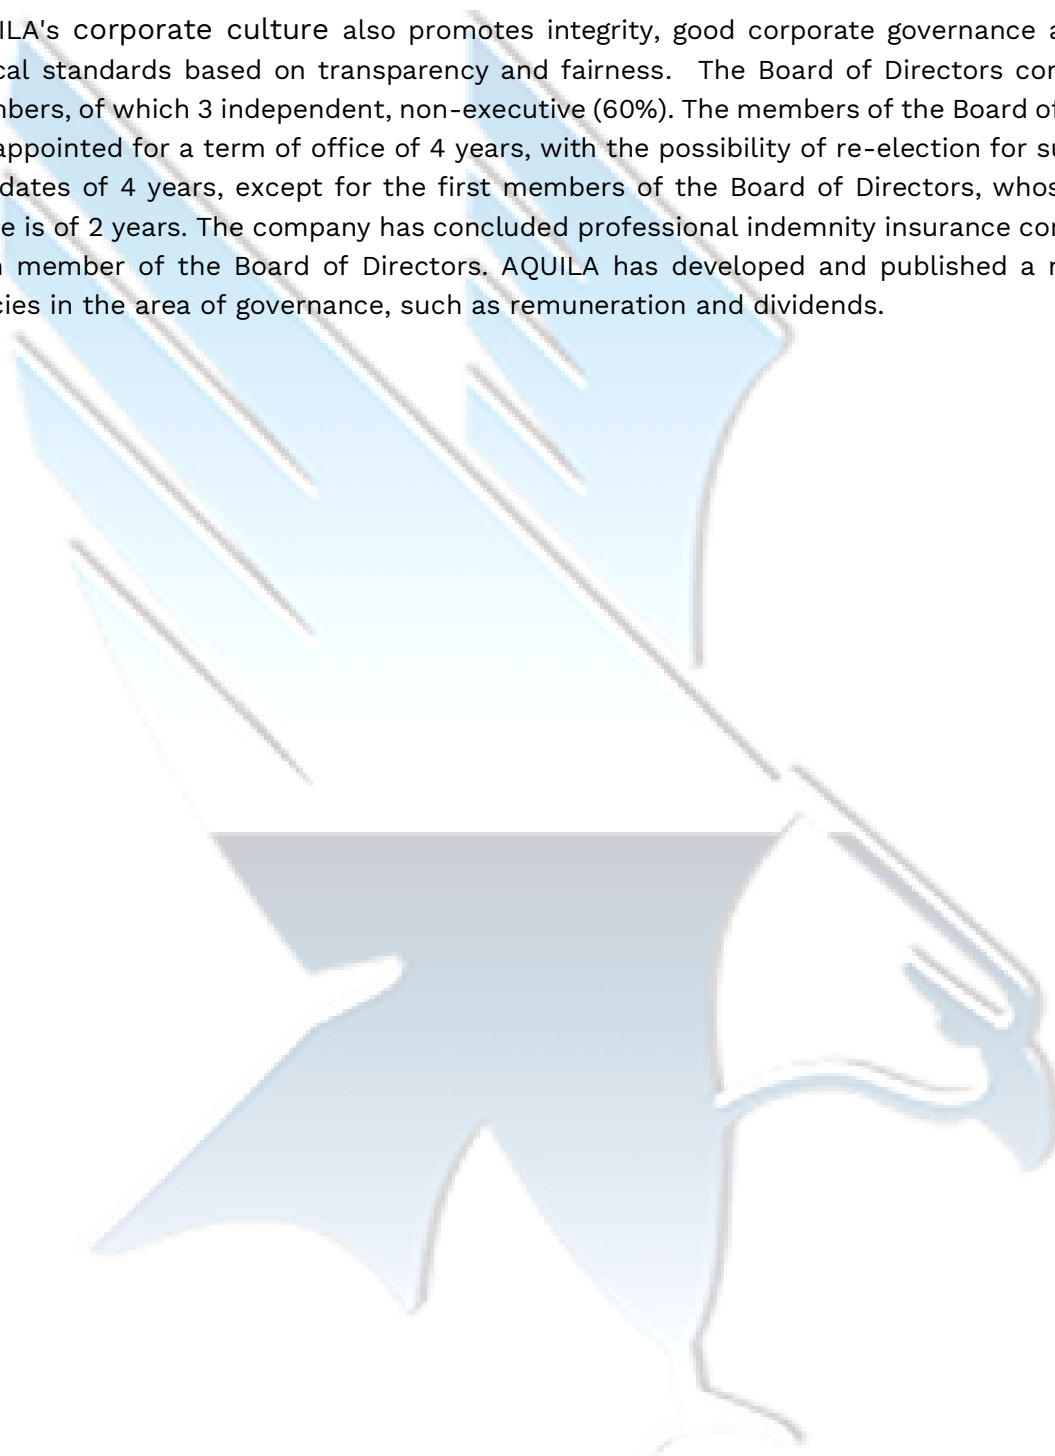 ILA's corporate culture also promotes integrity, good corporate governance a
cal standards based on transparency and fairness. The Board of Directors con
nbers, of which 3 independent, non-executive (60%). The members of the Board of
appointed for a term of office of 4 years, with the possibility of re-election for su
dates of 4 years, except for the first members of the Board of Directors, whos
e is of 2 years. The company has concluded professional indemnity insurance con
n member of the Board of Directors. AQUILA has developed and published a r
cies in the area of governance, such as remuneration and dividends.